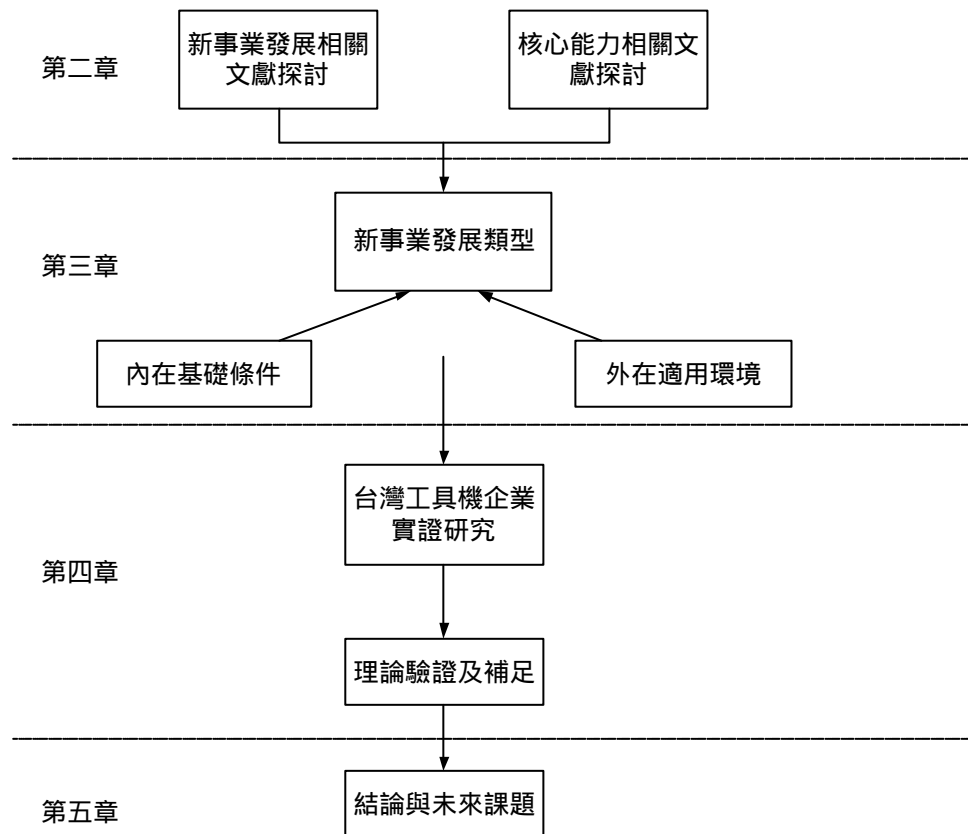 第二章
新事業發展相關
文獻探討
核心能力相關文
獻探討
第三章
新事業發展類型
內在基礎條件
外在適用環境
第四章
台灣工具機企業
實證研究
理論驗證及補足
第五章
結論與未來課題